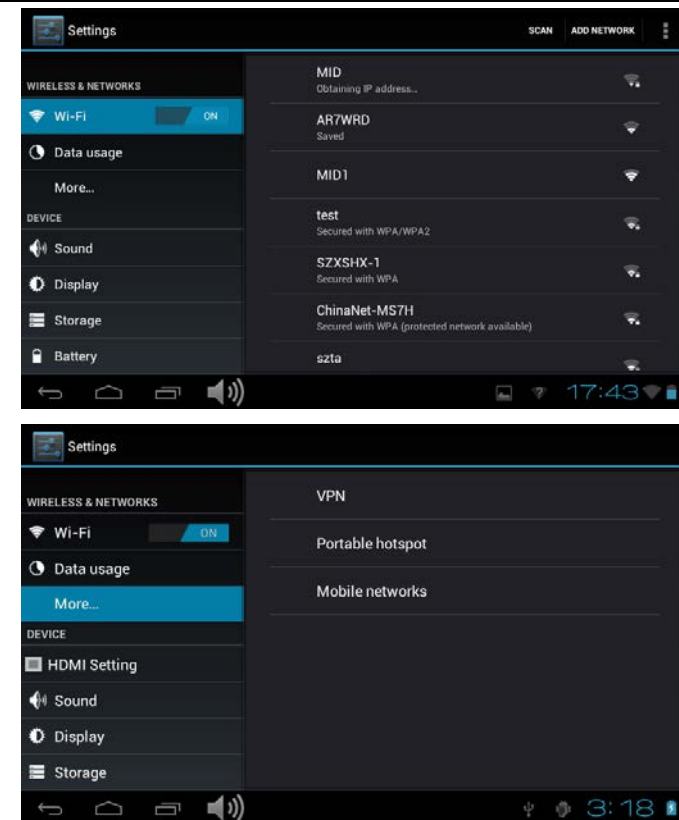 Settings
SCAN ADD NETWORK
WIRELESS & NETWORKS
Wi-Fi ON
Data usage
More...
DEVICE
Sound
Display
Storage
Battery
MID
Obtaining IP address...
AR7WRD
Saved
MID1
test
Secured with WPA/WPA2
SZXSHX-1
Secured with WPA
ChinaNet-MS7H
Secured with WPA (protected network available)
szta
17:43
Settings
WIRELESS & NETWORKS
Wi-Fi ON
Data usage
More...
DEVICE
HDMI Setting
Sound
Display
Storage
VPN
Portable hotspot
Mobile networks
3:18